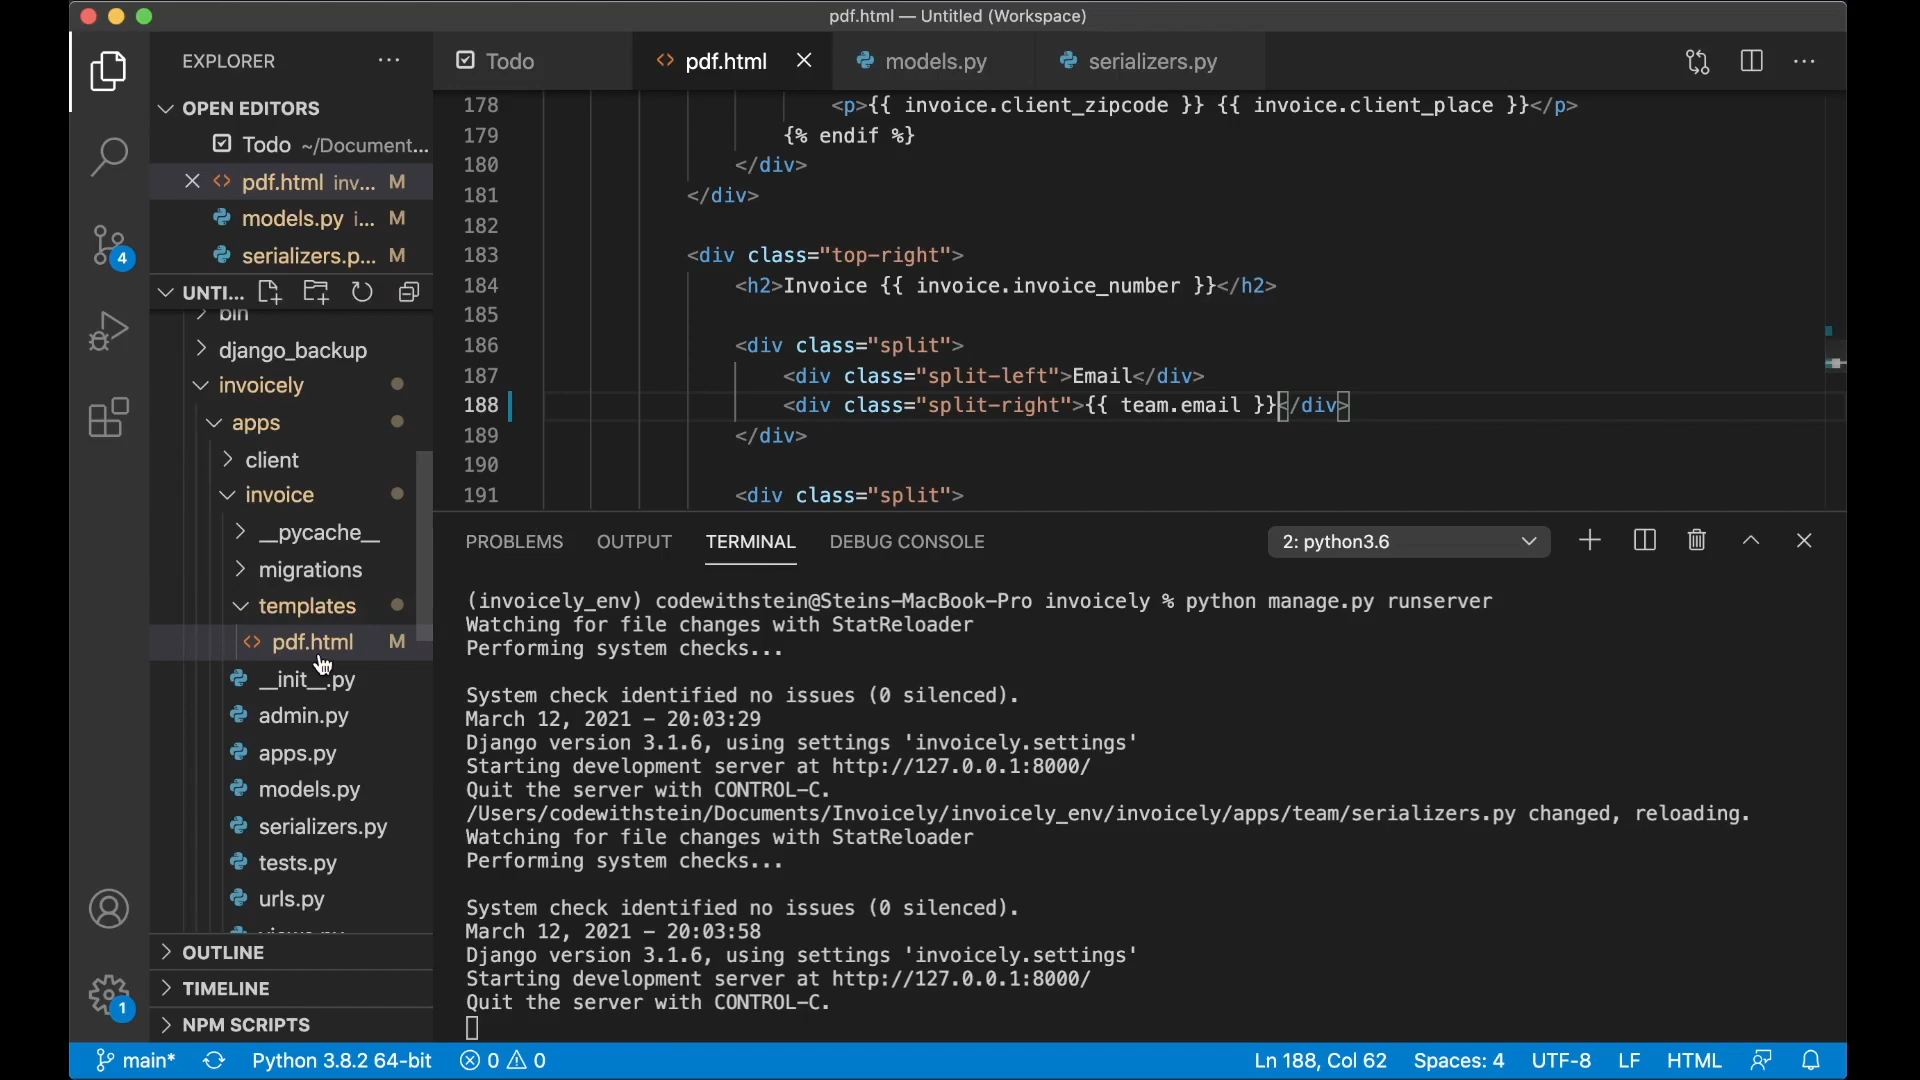 pdf.html — Untitled (Workspace)
EXPLORER
OPEN EDITORS
Todo ~/Document...
pdf.html inv... M
models.py i... M
serializers.p... M
UNTI...
bin
django_backup
invoicely
apps
client
invoice
__pycache__
migrations
templates
pdf.html M
__init__.py
admin.py
apps.py
models.py
serializers.py
tests.py
urls.py
OUTLINE
TIMELINE
NPM SCRIPTS
4
1
Todo
pdf.html
models.py
serializers.py
178 <p>{{ invoice.client_zipcode }} {{ invoice.client_place }}</p>
179 {% endif %}
180 </div>
181 </div>
182
183 <div class="top-right">
184 <h2>Invoice {{ invoice.invoice_number }}</h2>
185
186 <div class="split">
187 <div class="split-left">Email</div>
188 <div class="split-right">{{ team.email }}</div>
189 </div>
190
191 <div class="split">
PROBLEMS OUTPUT TERMINAL DEBUG CONSOLE
2: python3.6
(invoicely_env) codewithstein@Steins-MacBook-Pro invoicely % python manage.py runserver
Watching for file changes with StatReloader
Performing system checks...
System check identified no issues (0 silenced).
March 12, 2021 - 20:03:29
Django version 3.1.6, using settings 'invoicely.settings'
Starting development server at http://127.0.0.1:8000/
Quit the server with CONTROL-C.
/Users/codewithstein/Documents/Invoicely/invoicely_env/invoicely/apps/team/serializers.py changed, reloading.
Watching for file changes with StatReloader
Performing system checks...
System check identified no issues (0 silenced).
March 12, 2021 - 20:03:58
Django version 3.1.6, using settings 'invoicely.settings'
Starting development server at http://127.0.0.1:8000/
Quit the server with CONTROL-C.
main* Python 3.8.2 64-bit 0 0 Ln 188, Col 62 Spaces: 4 UTF-8 LF HTML